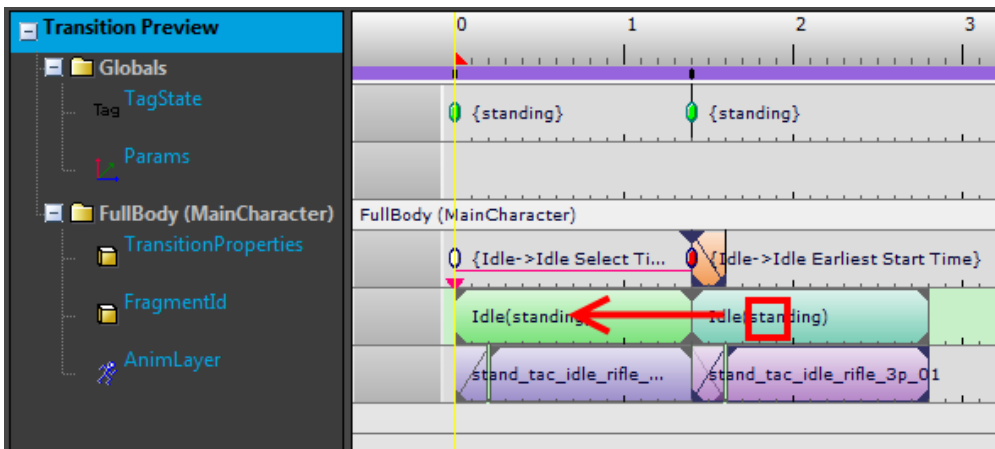 Transition Preview
0 1 2 3
Globals
Tag TagState
{standing} {standing}
Params
FullBody (MainCharacter)
FullBody (MainCharacter)
TransitionProperties
{Idle->Idle Select Ti... {Idle->Idle Earliest Start Time}
FragmentId
Idle(standing) Idle(standing)
AnimLayer
stand_tac_idle_rifle_... stand_tac_idle_rifle_3p_01